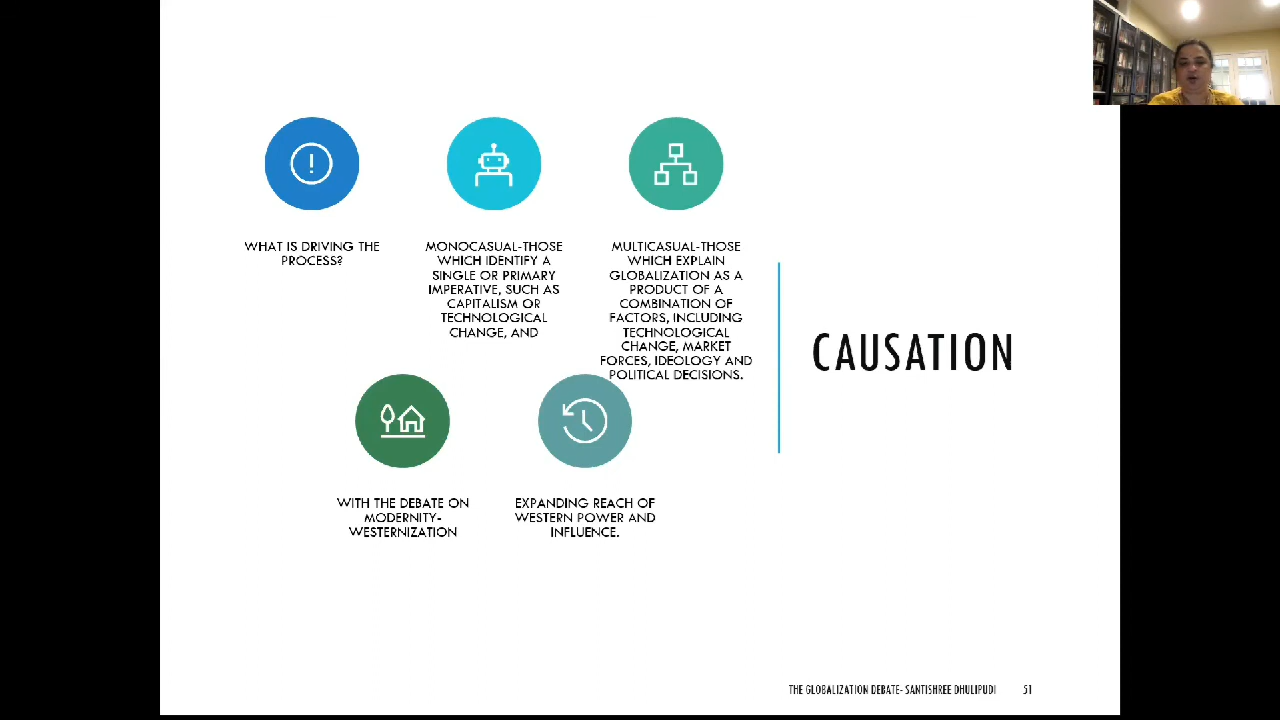 WHAT IS DRIVING THE
PROCESS?
MONOCASUAL-THOSE
WHICH IDENTIFY A
SINGLE OR PRIMARY
IMPERATIVE, SUCH AS
CAPITALISM OR
TECHNOLOGICAL
CHANGE, AND
MULTICASUAL-THOSE
WHICH EXPLAIN
GLOBALIZATION AS A
PRODUCT OF A
COMBINATION OF
FACTORS, INCLUDING
TECHNOLOGICAL
CHANGE, MARKET
FORCES, IDEOLOGY AND
POLITICAL DECISIONS.
WITH THE DEBATE ON
MODERNITY-
WESTERNIZATION
EXPANDING REACH OF
WESTERN POWER AND
INFLUENCE.
CAUSATION
THE GLOBALIZATION DEBATE- SANTISHREE DHULIPUDI 51